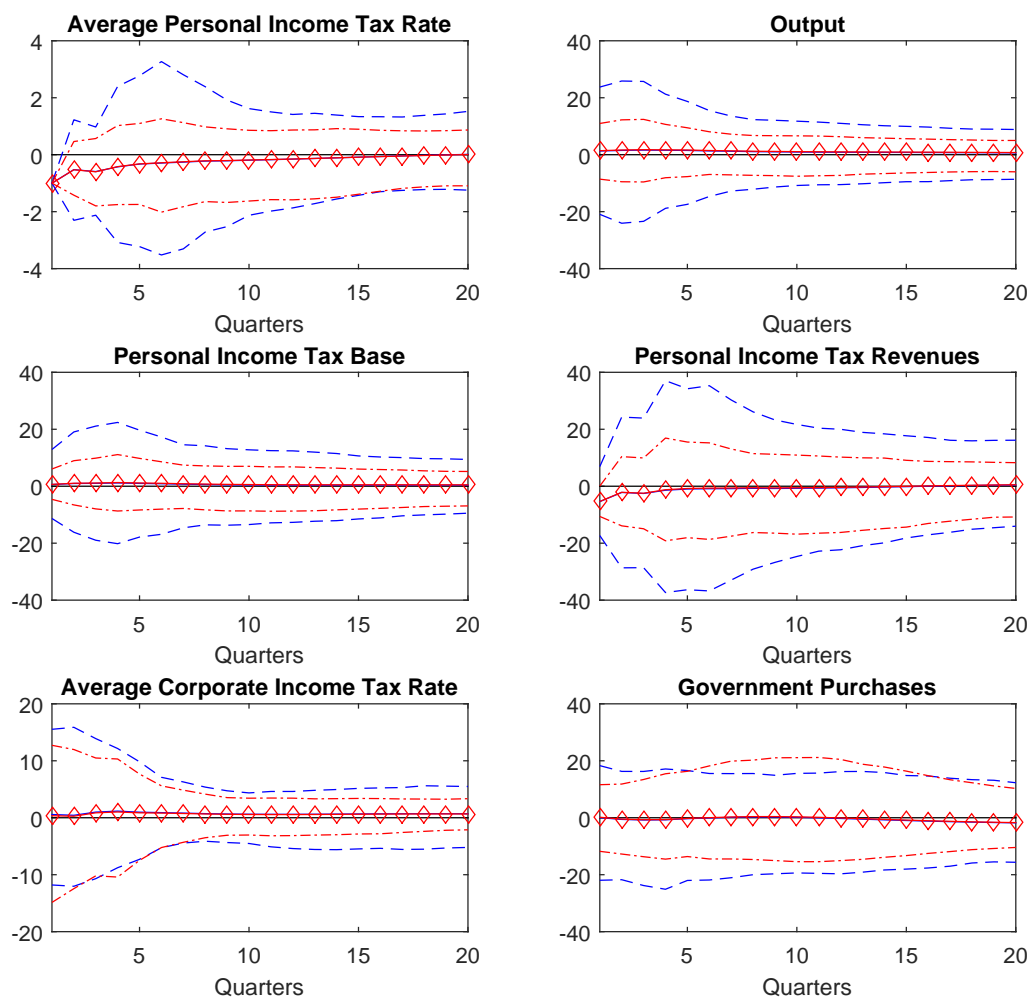 Average Personal Income Tax Rate
4
2
0
-2
-4
5 10 15 20
Quarters
Output
40
20
0
-20
-40
5 10 15 20
Quarters
Personal Income Tax Base
40
20
0
-20
-40
5 10 15 20
Quarters
Personal Income Tax Revenues
40
20
0
-20
-40
5 10 15 20
Quarters
Average Corporate Income Tax Rate
20
10
0
-10
-20
5 10 15 20
Quarters
Government Purchases
40
20
0
-20
-40
5 10 15 20
Quarters